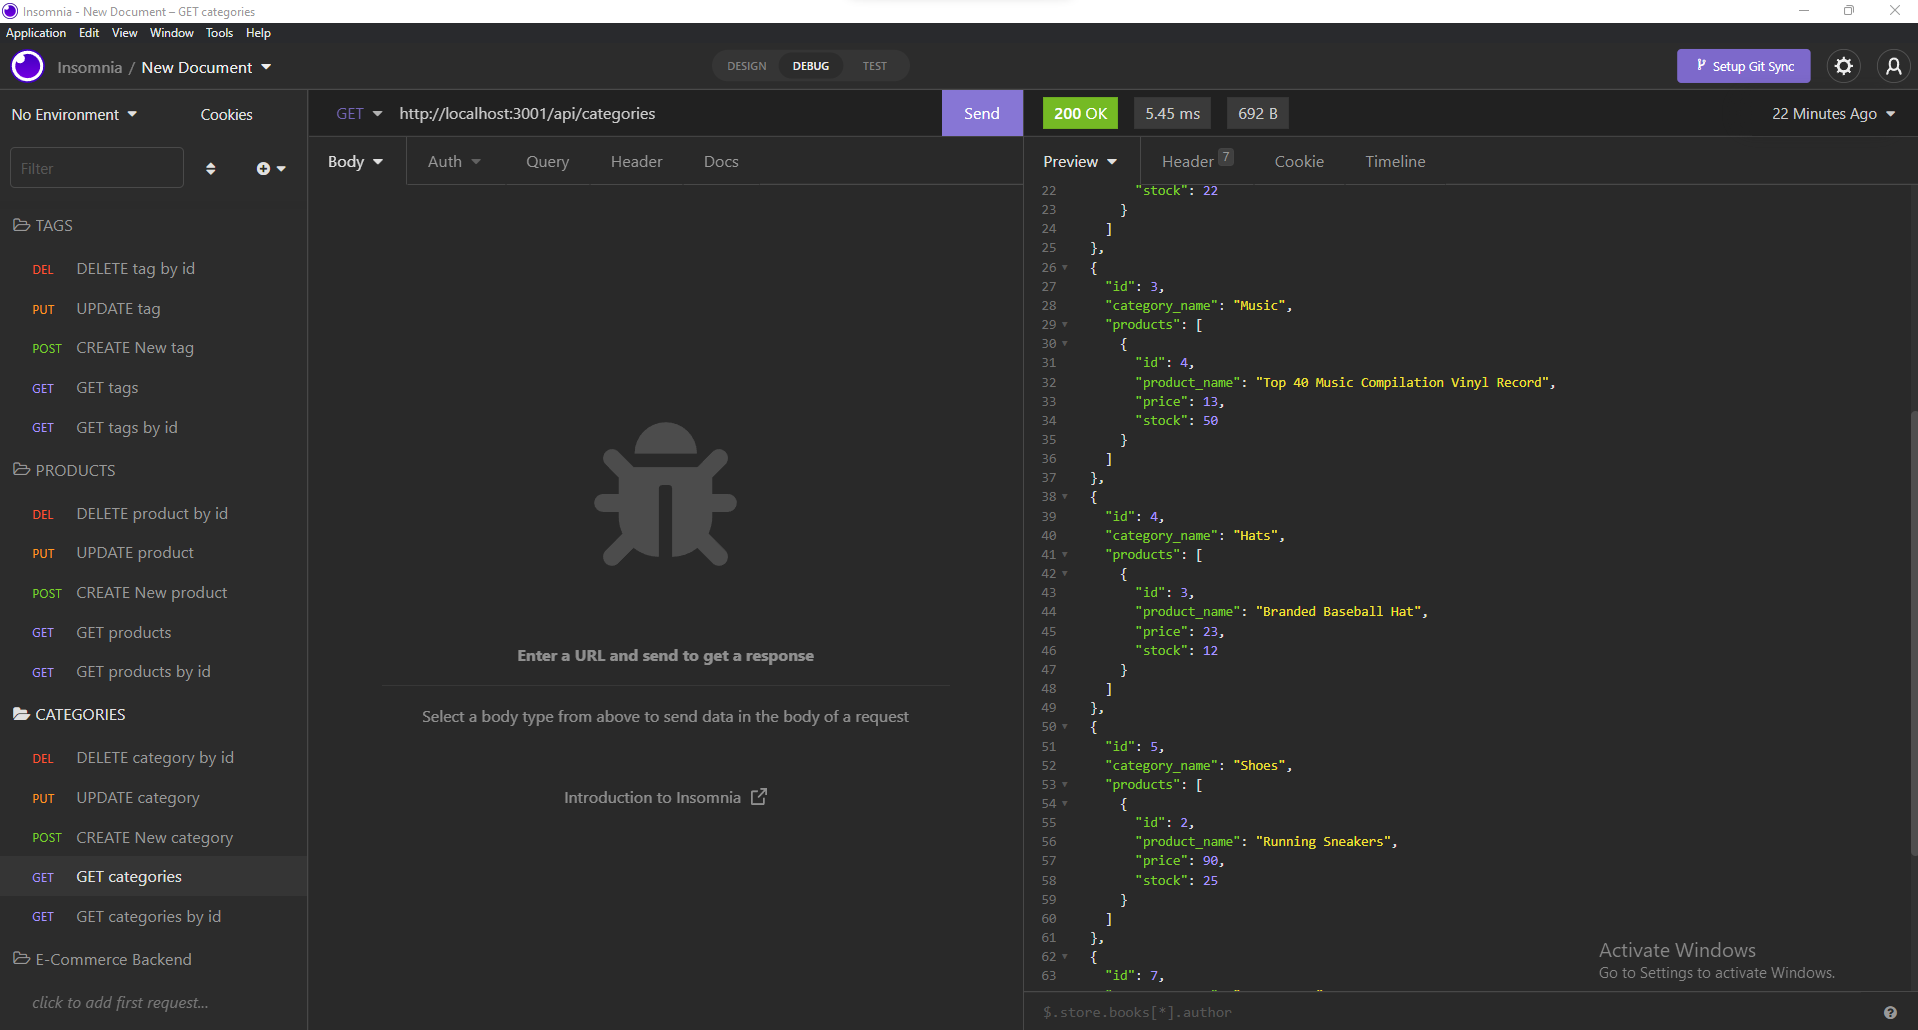 Insomnia - New Document – GET categories
Application Edit View Window Tools Help
Insomnia / New Document
DESIGN DEBUG TEST
Setup Git Sync
No Environment Cookies
GET http://localhost:3001/api/categories Send
200 OK 5.45 ms 692 B 22 Minutes Ago
Filter
Body Auth Query Header Docs
Preview Header 7 Cookie Timeline
TAGS
DEL DELETE tag by id
PUT UPDATE tag
POST CREATE New tag
GET GET tags
GET GET tags by id
PRODUCTS
DEL DELETE product by id
PUT UPDATE product
POST CREATE New product
GET GET products
GET GET products by id
CATEGORIES
DEL DELETE category by id
PUT UPDATE category
POST CREATE New category
GET GET categories
GET GET categories by id
E-Commerce Backend
click to add first request...
Enter a URL and send to get a response
Select a body type from above to send data in the body of a request
Introduction to Insomnia
22 "stock": 22
23 }
24 ]
25 },
26 {
27 "id": 3,
28 "category_name": "Music",
29 "products": [
30 {
31 "id": 4,
32 "product_name": "Top 40 Music Compilation Vinyl Record",
33 "price": 13,
34 "stock": 50
35 }
36 ]
37 },
38 {
39 "id": 4,
40 "category_name": "Hats",
41 "products": [
42 {
43 "id": 3,
44 "product_name": "Branded Baseball Hat",
45 "price": 23,
46 "stock": 12
47 }
48 ]
49 },
50 {
51 "id": 5,
52 "category_name": "Shoes",
53 "products": [
54 {
55 "id": 2,
56 "product_name": "Running Sneakers",
57 "price": 90,
58 "stock": 25
59 }
60 ]
61 },
62 {
63 "id": 7,
Activate Windows
Go to Settings to activate Windows.
$.store.books[*].author